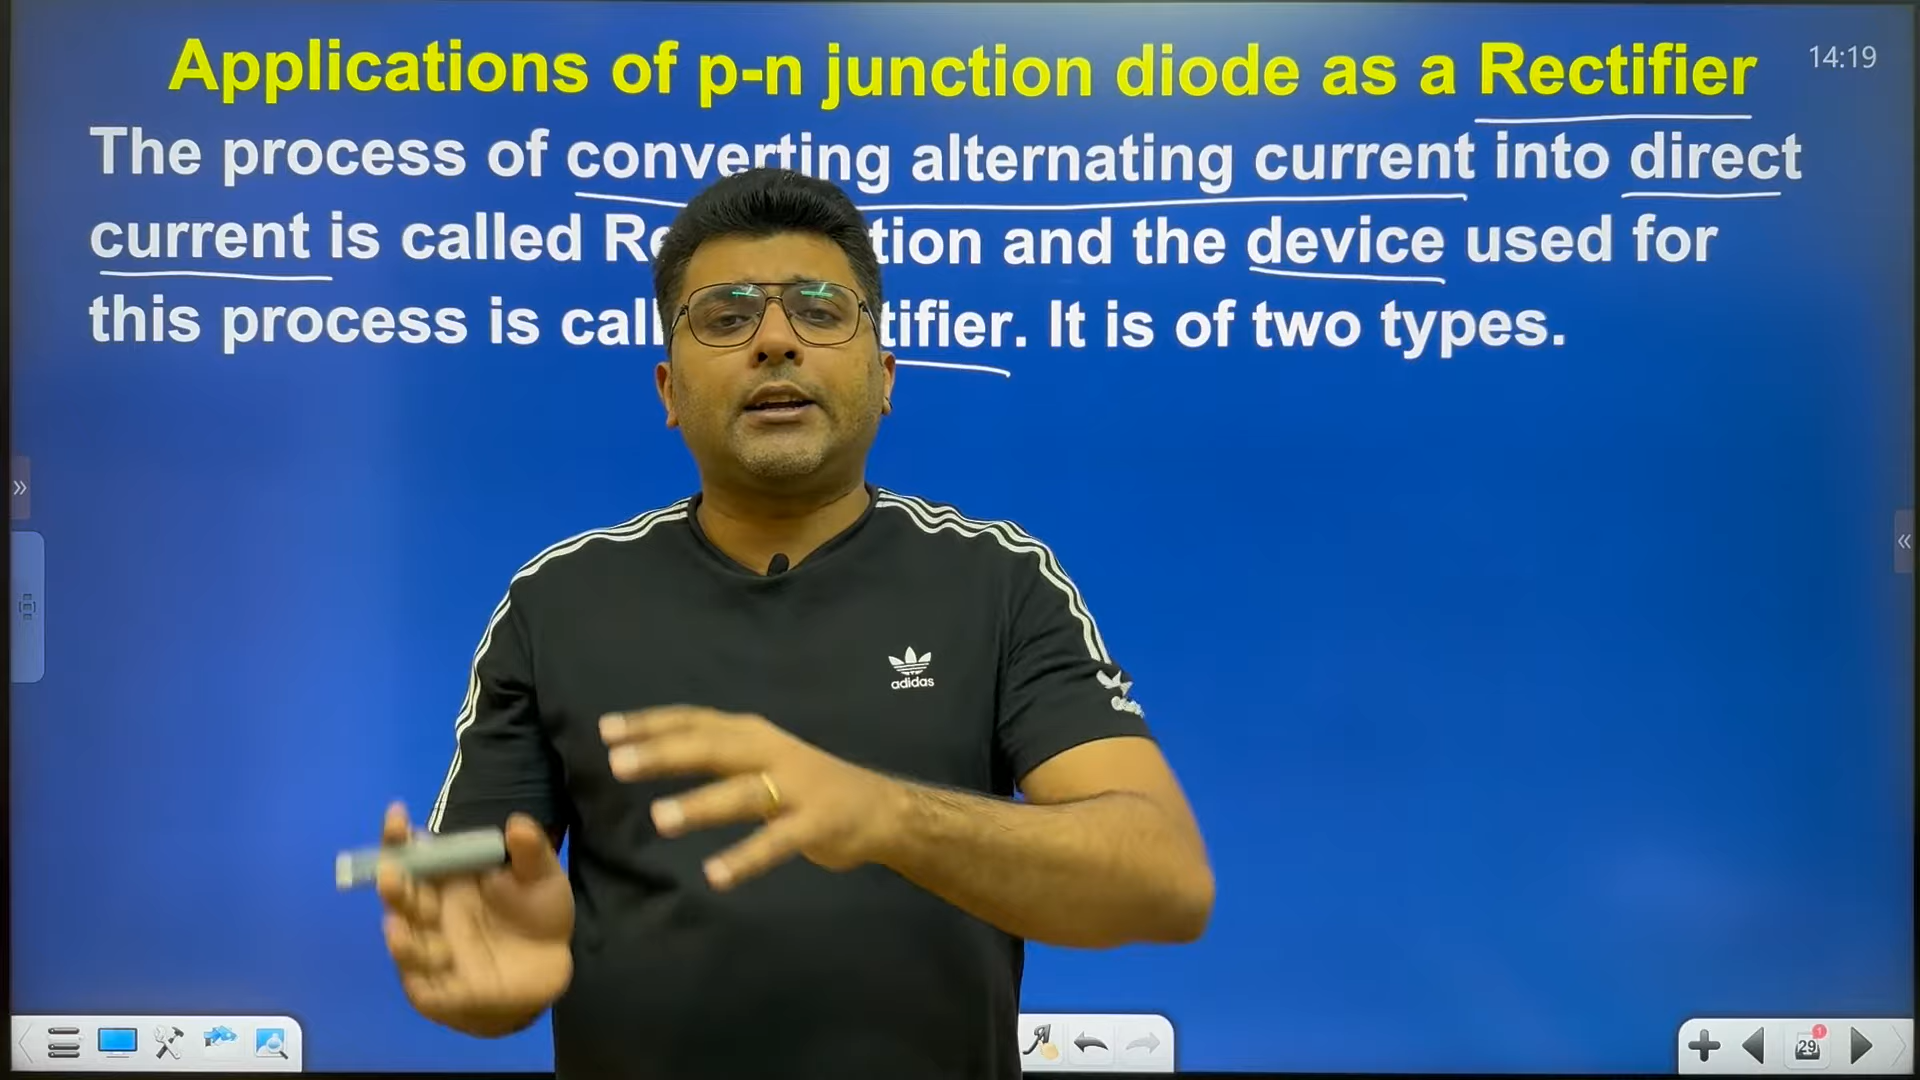 Applications of p-n junction diode as a Rectifier
14:19
The process of converting alternating current into direct
current is called tion and the device used for
this process is tifier. It is of two types.
adidas
29